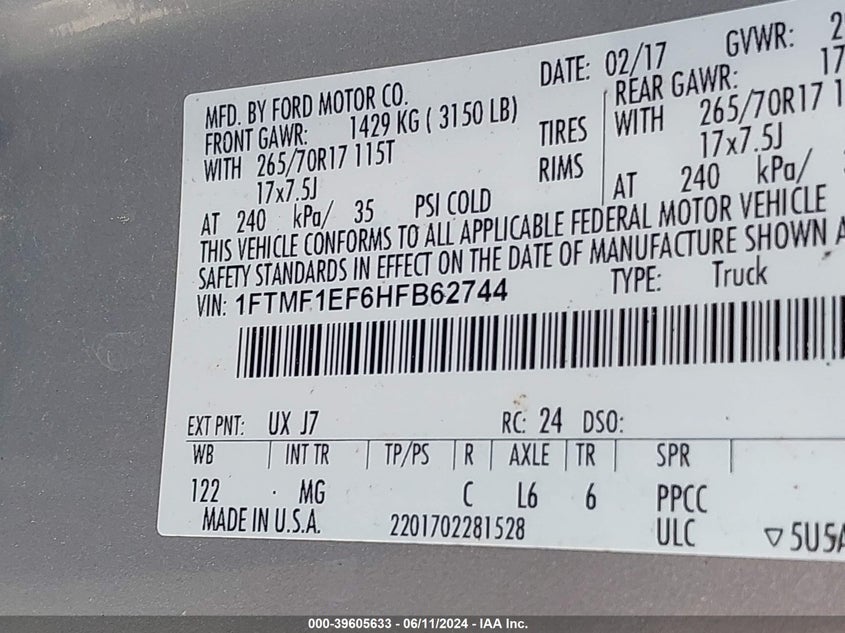 MFD. BY FORD MOTOR CO. DATE: 02/17 GVWR:
FRONT GAWR: 1429 KG ( 3150 LB) REAR GAWR: 17
WITH 265/70R17 115T TIRES WITH 265/70R17 1
17x7.5J RIMS 17x7.5J
AT 240 kPa/ 35 PSI COLD AT 240 kPa/
THIS VEHICLE CONFORMS TO ALL APPLICABLE FEDERAL MOTOR VEHICLE
SAFETY STANDARDS IN EFFECT ON THE DATE OF MANUFACTURE SHOWN A
VIN: 1FTMF1EF6HFB62744 TYPE: Truck
EXT PNT: UX J7 RC: 24 DSO:
WB INT TR TP/PS R AXLE TR SPR
122 MG C L6 6 PPCC
MADE IN U.S.A. 2201702281528 ULC ▽5U5A
000-39605633 - 06/11/2024 - IAA Inc.